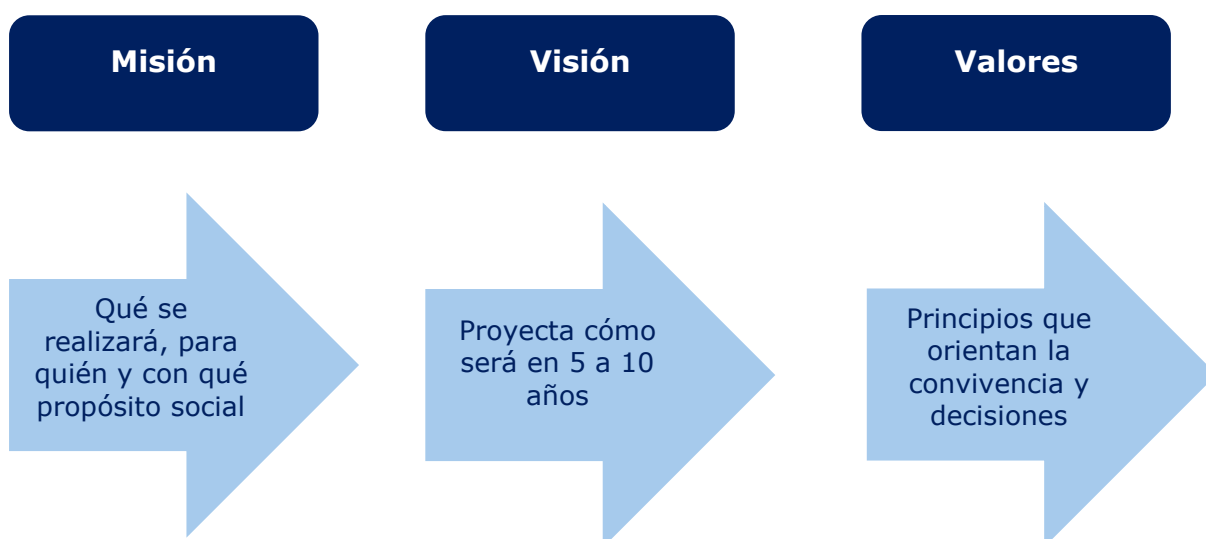 Misión
Visión
Valores
Qué se
realizará, para
quién y con qué
propósito social
Proyecta cómo
será en 5 a 10
años
Principios que
orientan la
convivencia y
decisiones